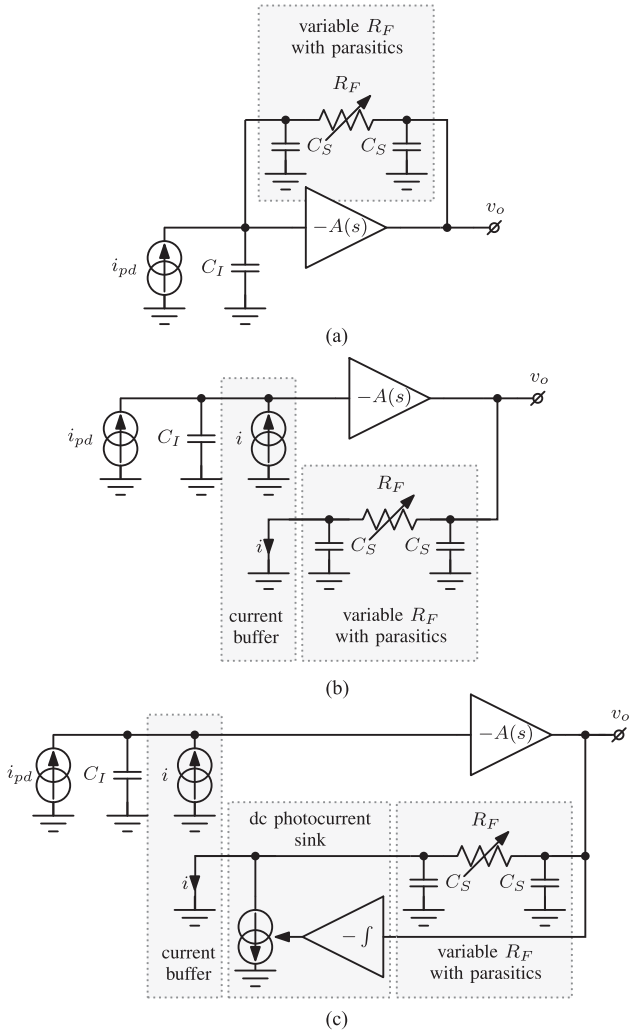 variable R_F
with parasitics
R_F
C_S C_S
v_o
−A(s)
i_pd C_I
(a)
v_o
−A(s)
i_pd C_I i
R_F
i C_S C_S
current
buffer
variable R_F
with parasitics
(b)
v_o
−A(s)
i_pd C_I i
dc photocurrent
sink
R_F
i C_S C_S
−∫
current
buffer
variable R_F
with parasitics
(c)